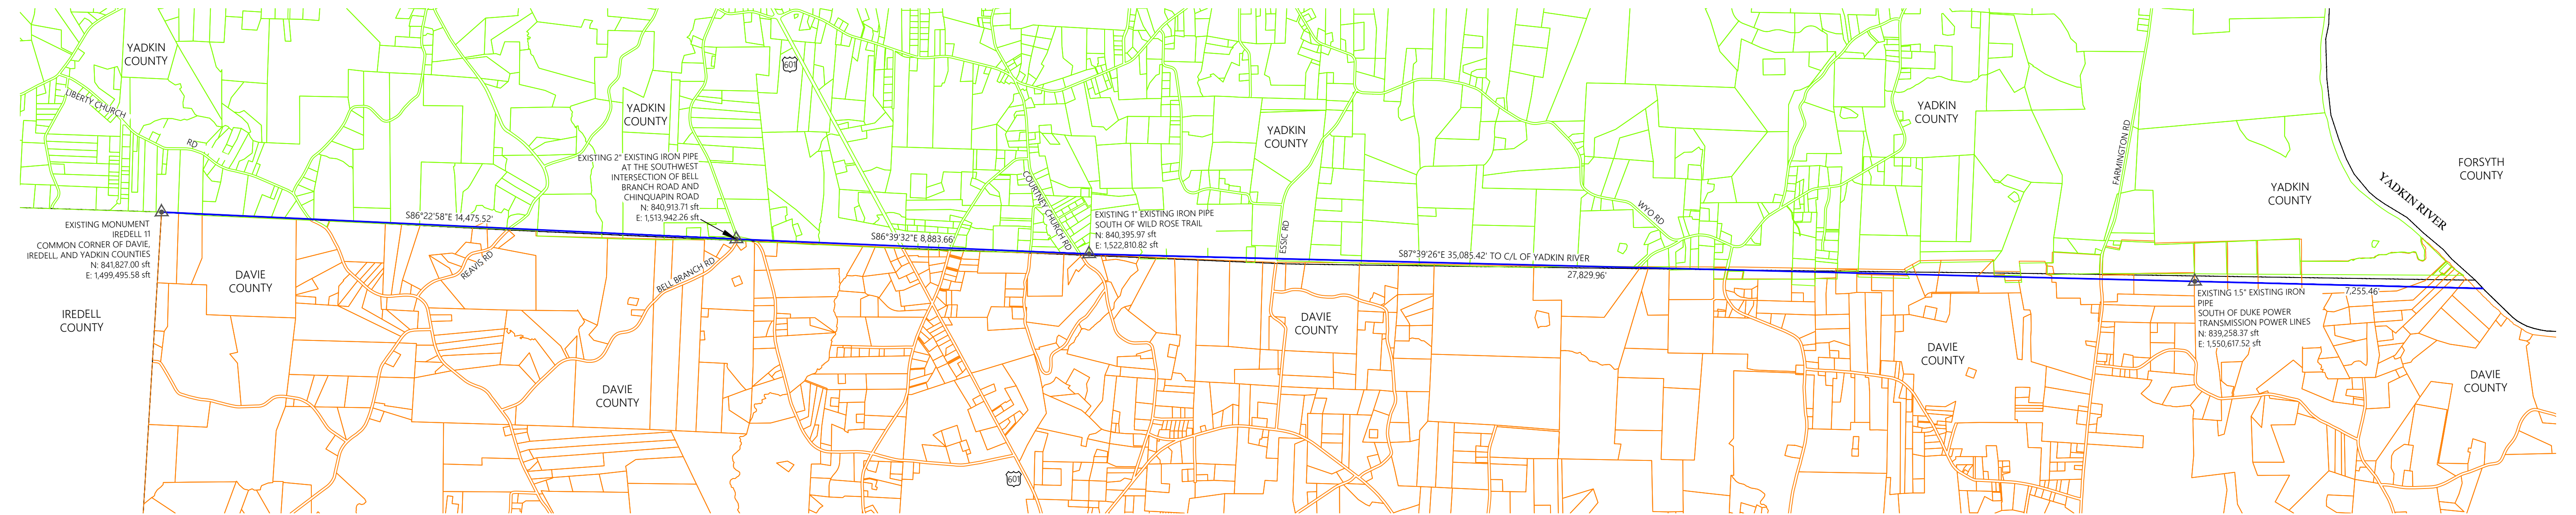 YADKIN
COUNTY
LIBERTY CHURCH
RD
YADKIN
COUNTY
601
EXISTING 2" EXISTING IRON PIPE
AT THE SOUTHWEST
INTERSECTION OF BELL
BRANCH ROAD AND
CHINQUAPIN ROAD
N: 840,913.71 sft
E: 1,513,942.26 sft
COURTNEY CHURCH RD
YADKIN
COUNTY
ESSIC RD
WYO RD
YADKIN
COUNTY
FARMINGTON RD
YADKIN
COUNTY
YADKIN RIVER
FORSYTH
COUNTY
EXISTING MONUMENT
IREDELL 11
COMMON CORNER OF DAVIE,
IREDELL, AND YADKIN COUNTIES
N: 841,827.00 sft
E: 1,499,495.58 sft
S86°22'58"E 14,475.52'
S86°39'32"E 8,883.66'
EXISTING 1" EXISTING IRON PIPE
SOUTH OF WILD ROSE TRAIL
N: 840,395.97 sft
E: 1,522,810.82 sft
S87°39'26"E 35,085.42' TO C/L OF YADKIN RIVER
27,829.96'
7,255.46'
EXISTING 1.5" EXISTING IRON
PIPE
SOUTH OF DUKE POWER
TRANSMISSION POWER LINES
N: 839,258.37 sft
E: 1,550,617.52 sft
IREDELL
COUNTY
DAVIE
COUNTY
REAVIS RD
BELL BRANCH RD
DAVIE
COUNTY
601
DAVIE
COUNTY
DAVIE
COUNTY
DAVIE
COUNTY